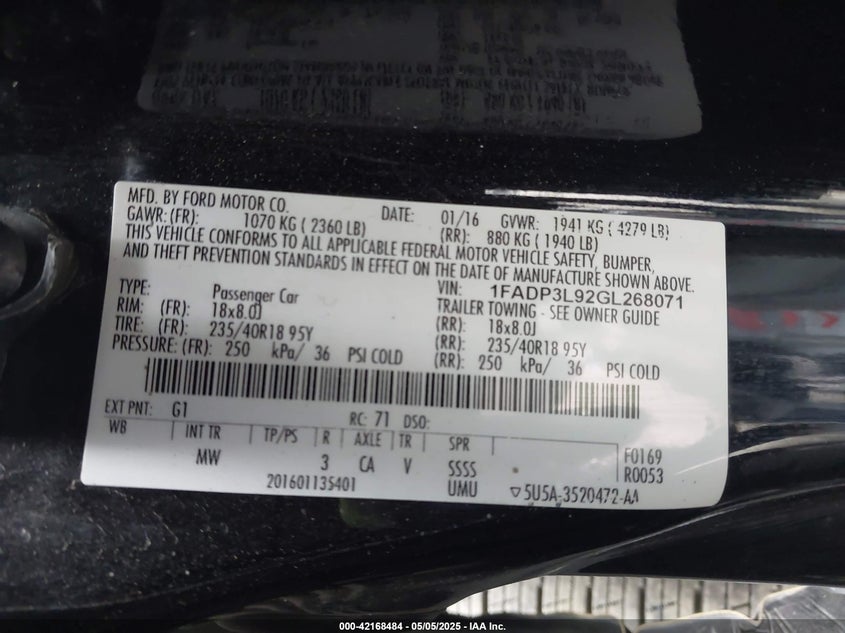 MFD. BY FORD MOTOR CO. DATE: 01/16 GVWR: 1941 KG ( 4279 LB)
GAWR: (FR): 1070 KG ( 2360 LB) (RR): 880 KG ( 1940 LB)
THIS VEHICLE CONFORMS TO ALL APPLICABLE FEDERAL MOTOR VEHICLE SAFETY, BUMPER,
AND THEFT PREVENTION STANDARDS IN EFFECT ON THE DATE OF MANUFACTURE SHOWN ABOVE.
TYPE: Passenger Car VIN: 1FADP3L92GL268071
TRAILER TOWING - SEE OWNER GUIDE
RIM: (FR): 18x8.0J (RR): 18x8.0J
TIRE: (FR): 235/40R18 95Y (RR): 235/40R18 95Y
PRESSURE: (FR): 250 kPa/ 36 PSI COLD (RR): 250 kPa/ 36 PSI COLD
EXT PNT: G1 RC: 71 DSO:
WB INT TR TP/PS R AXLE TR SPR F0169
MW 3 CA V SSSS R0053
201601135401 UMU ▽5U5A-3520472-AA
000-42168484 - 05/05/2025 - IAA Inc.